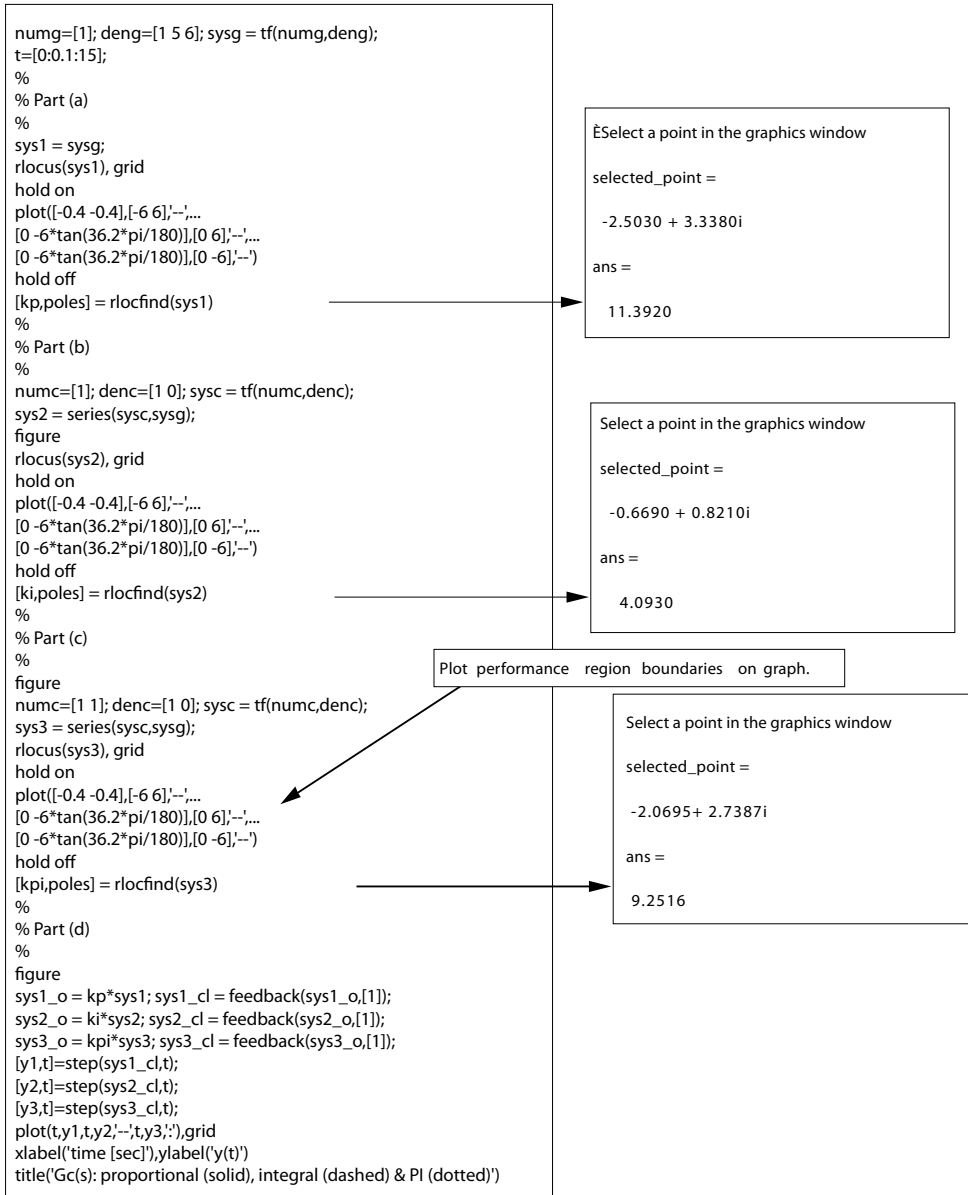 numg=[1]; deng=[1 5 6]; sysg = tf(numg,deng);
t=[0:0.1:15];
%
% Part (a)
%
sys1 = sysg;
rlocus(sys1), grid
hold on
plot([-0.4 -0.4],[-6 6],'--',...
[0 -6*tan(36.2*pi/180)],[0 6],'--',...
[0 -6*tan(36.2*pi/180)],[0 -6],'--')
hold off
[kp,poles] = rlocfind(sys1)
%
% Part (b)
%
numc=[1]; denc=[1 0]; sysc = tf(numc,denc);
sys2 = series(sysc,sysg);
figure
rlocus(sys2), grid
hold on
plot([-0.4 -0.4],[-6 6],'--',...
[0 -6*tan(36.2*pi/180)],[0 6],'--',...
[0 -6*tan(36.2*pi/180)],[0 -6],'--')
hold off
[ki,poles] = rlocfind(sys2)
%
% Part (c)
%
figure
numc=[1 1]; denc=[1 0]; sysc = tf(numc,denc);
sys3 = series(sysc,sysg);
rlocus(sys3), grid
hold on
plot([-0.4 -0.4],[-6 6],'--',...
[0 -6*tan(36.2*pi/180)],[0 6],'--',...
[0 -6*tan(36.2*pi/180)],[0 -6],'--')
hold off
[kpi,poles] = rlocfind(sys3)
%
% Part (d)
%
figure
sys1_o = kp*sys1; sys1_cl = feedback(sys1_o,[1]);
sys2_o = ki*sys2; sys2_cl = feedback(sys2_o,[1]);
sys3_o = kpi*sys3; sys3_cl = feedback(sys3_o,[1]);
[y1,t]=step(sys1_cl,t);
[y2,t]=step(sys2_cl,t);
[y3,t]=step(sys3_cl,t);
plot(t,y1,t,y2,'--',t,y3,':'),grid
xlabel('time [sec]'),ylabel('y(t)')
title('Gc(s): proportional (solid), integral (dashed) & PI (dotted)')
ÈSelect a point in the graphics window
selected_point =
-2.5030 + 3.3380i
ans =
11.3920
Select a point in the graphics window
selected_point =
-0.6690 + 0.8210i
ans =
4.0930
Plot performance region boundaries on graph.
Select a point in the graphics window
selected_point =
-2.0695+ 2.7387i
ans =
9.2516